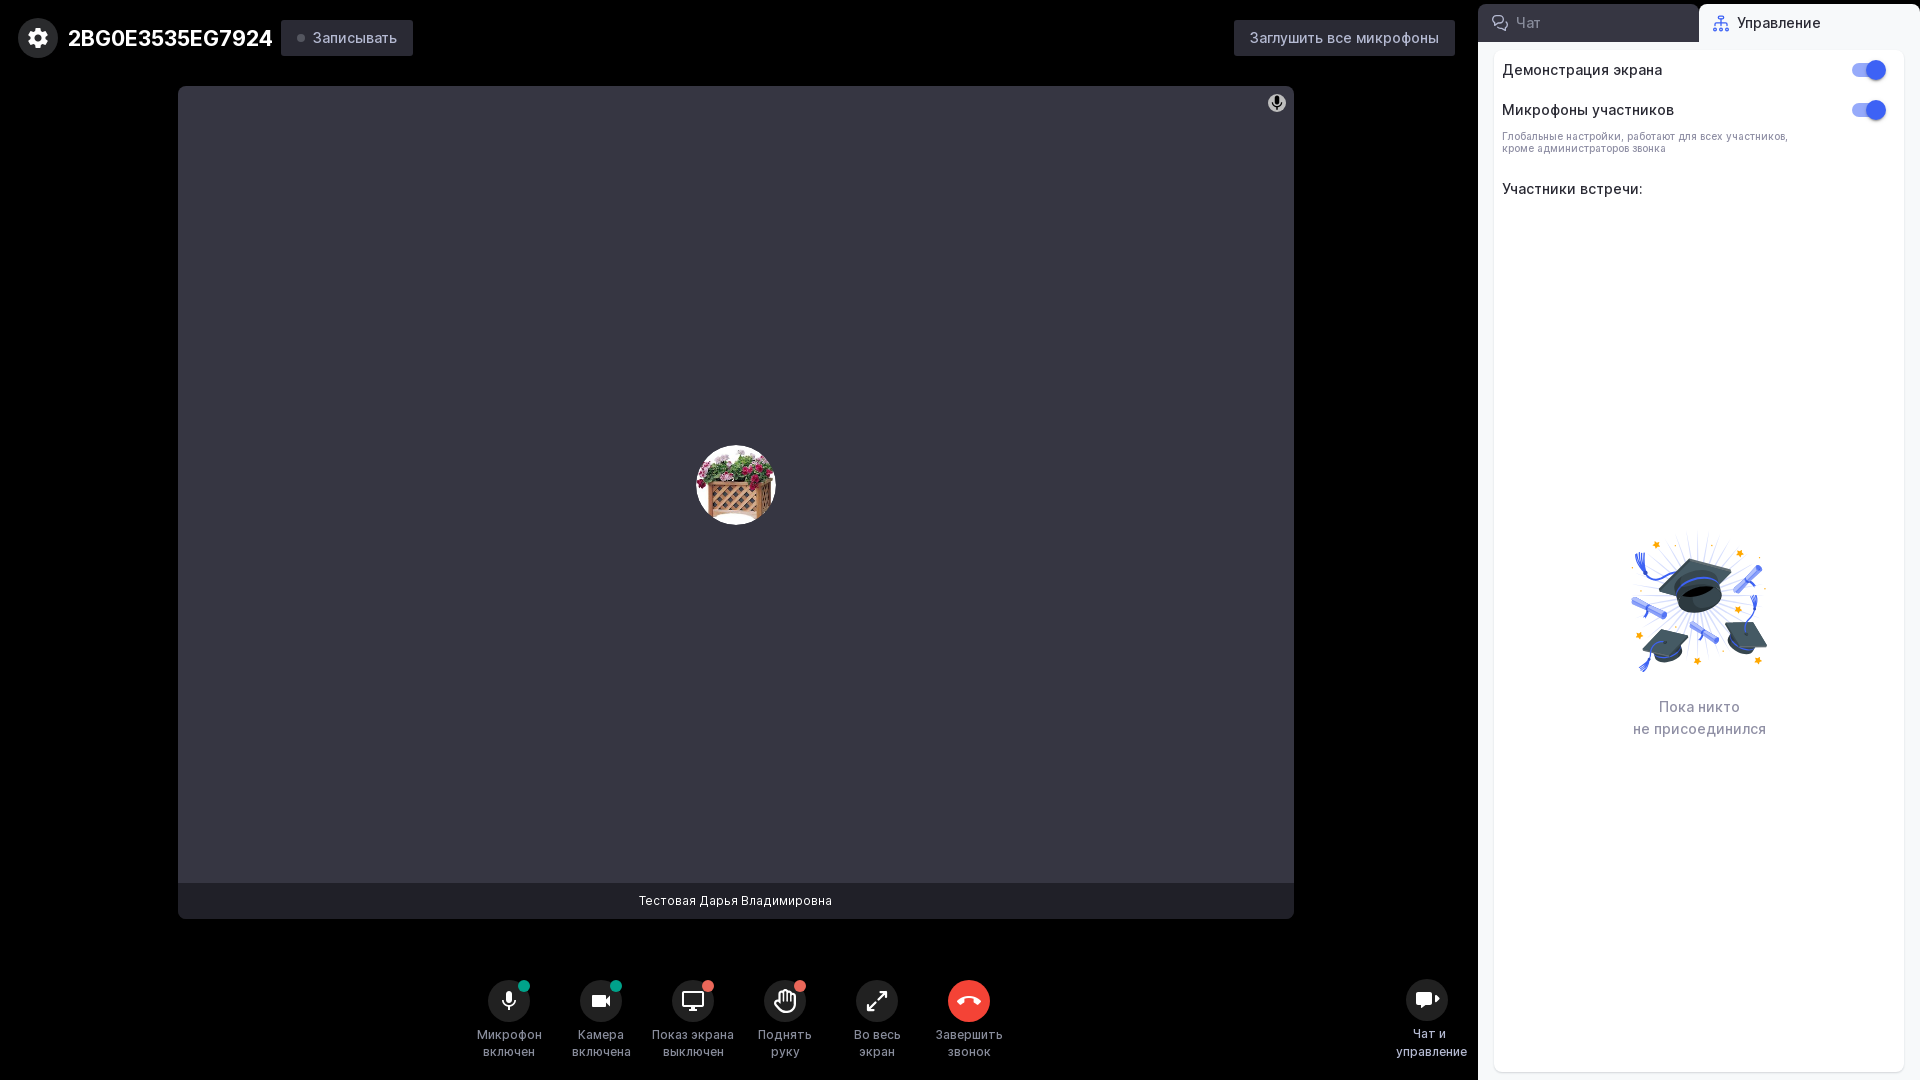 2BG0E3535EG7924
Записывать
Заглушить все микрофоны
Чат
Управление
Демонстрация экрана
Микрофоны участников
Глобальные настройки, работают для всех участников,
кроме администраторов звонка
Участники встречи:
Пока никто
не присоединился
Тестовая Дарья Владимировна
Микрофон
включен
Камера
включена
Показ экрана
выключен
Поднять
руку
Во весь
экран
Завершить
звонок
Чат и
управление